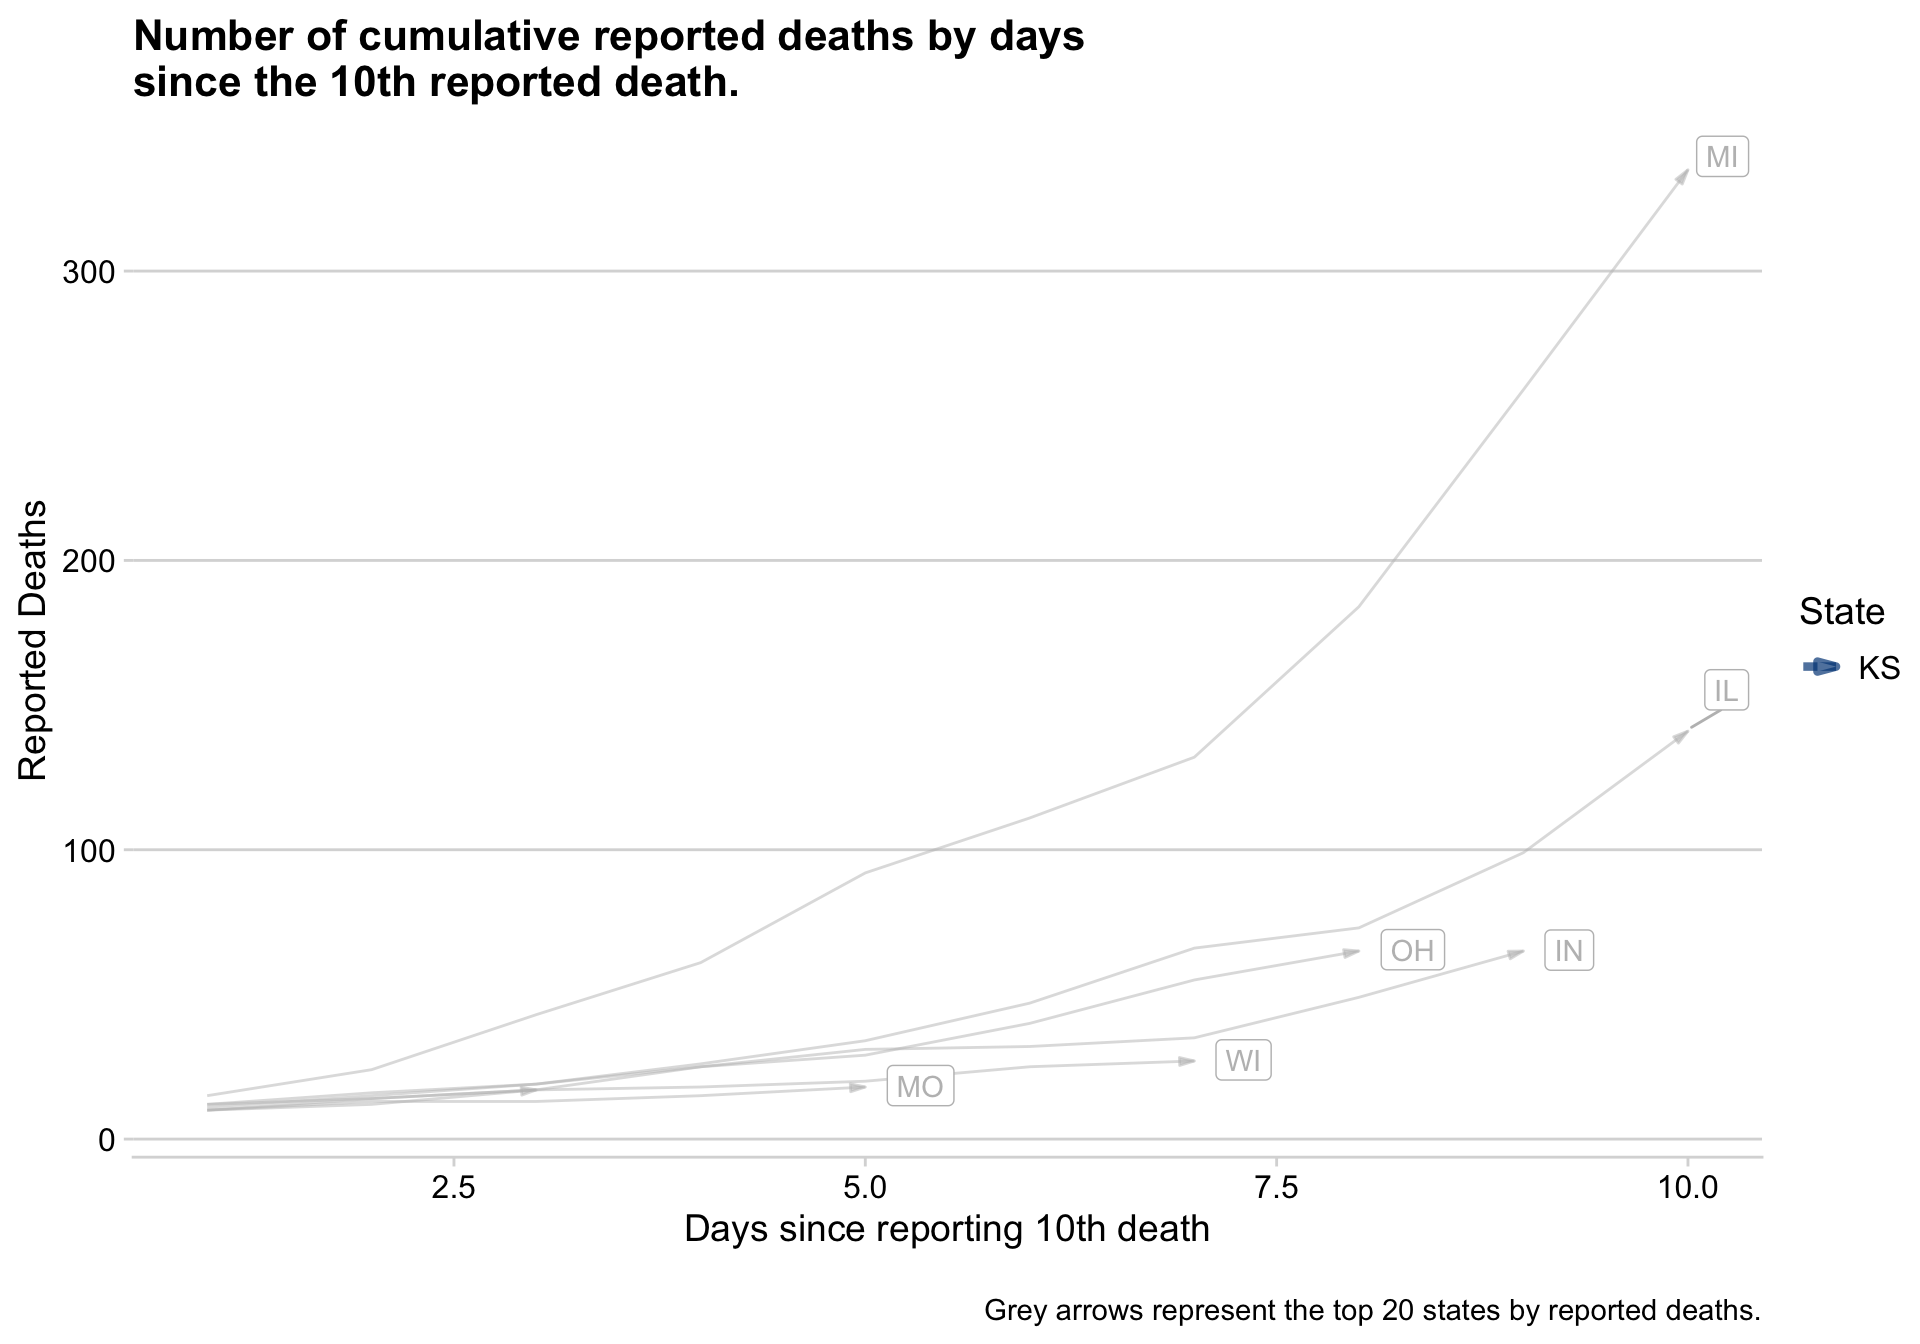 Number of cumulative reported deaths by days
since the 10th reported death.
MI
300
200
100
0
Reported Deaths
State
KS
IL
OH
IN
WI
MO
2.5
5.0
7.5
10.0
Days since reporting 10th death
Grey arrows represent the top 20 states by reported deaths.